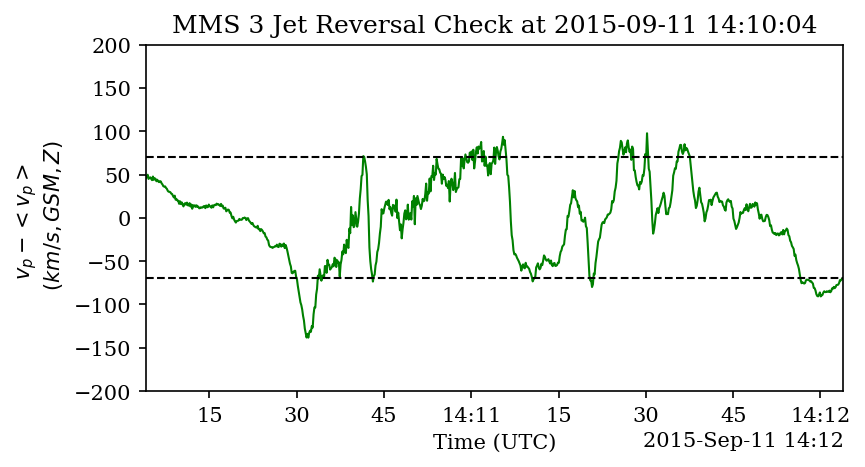 MMS 3 Jet Reversal Check at 2015-09-11 14:10:04
200
150
100
50
0
−50
−100
−150
−200
v_p − < v_p >
(km/s, GSM, Z)
15 30 45 14:11 15 30 45 14:12
Time (UTC)
2015-Sep-11 14:12